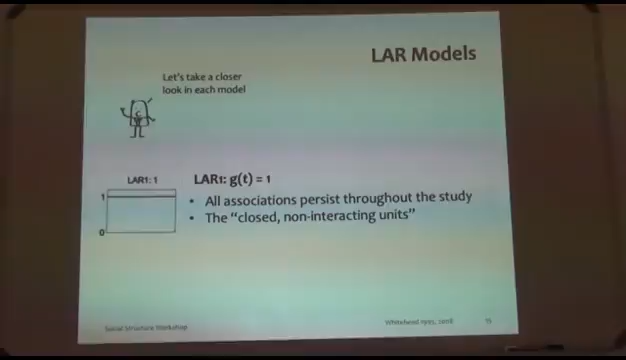 LAR Models
Let's take a closer
look in each model
LAR1: 1
1
0
LAR1: g(t) = 1
• All associations persist throughout the study
• The "closed, non-interacting units"
Social Structure Workshop
Whitehead 1995, 2008
15